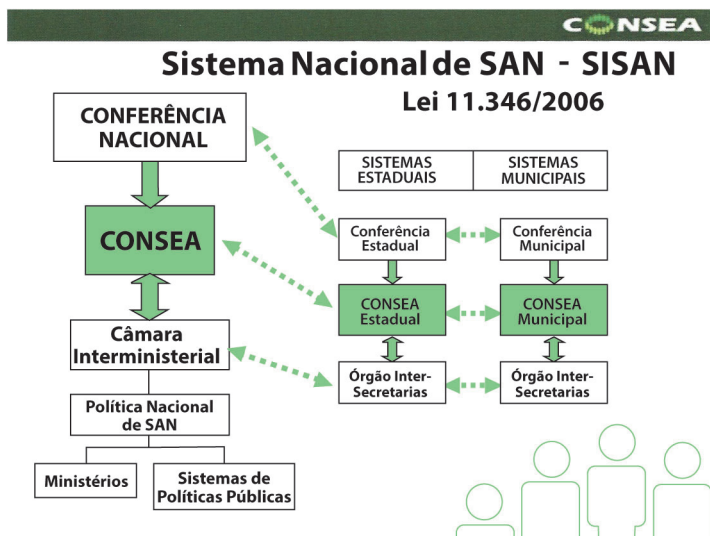 CONSEA
Sistema Nacional de SAN - SISAN
Lei 11.346/2006
CONFERÊNCIA
NACIONAL
CONSEA
Câmara
Interministerial
Política Nacional
de SAN
Ministérios
Sistemas de
Políticas Públicas
SISTEMAS
ESTADUAIS
SISTEMAS
MUNICIPAIS
Conferência
Estadual
Conferência
Municipal
CONSEA
Estadual
CONSEA
Municipal
Órgão Inter-
Secretarias
Órgão Inter-
Secretarias